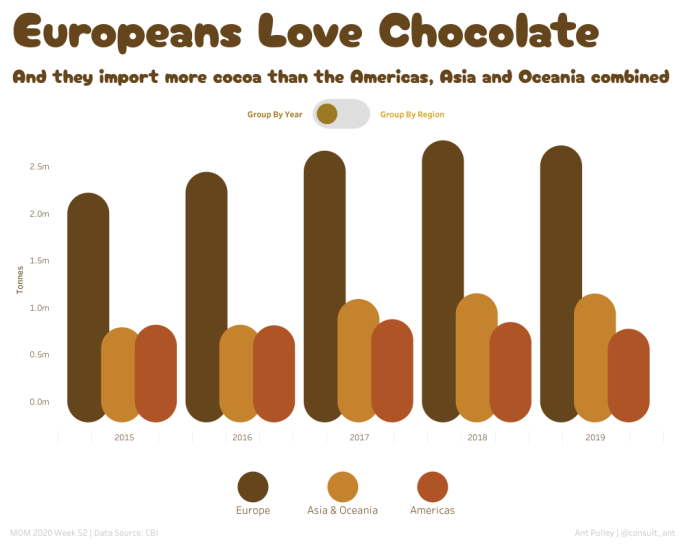 Europeans Love Chocolate
And they import more cocoa than the Americas, Asia and Oceania combined
Group By Year Group By Region
2.5m
2.0m
1.5m
1.0m
0.5m
0.0m
Tonnes
2015 2016 2017 2018 2019
Europe Asia & Oceania Americas
MOM 2020 Week 52 | Data Source: CBI Ant Pulley | @consult_ant